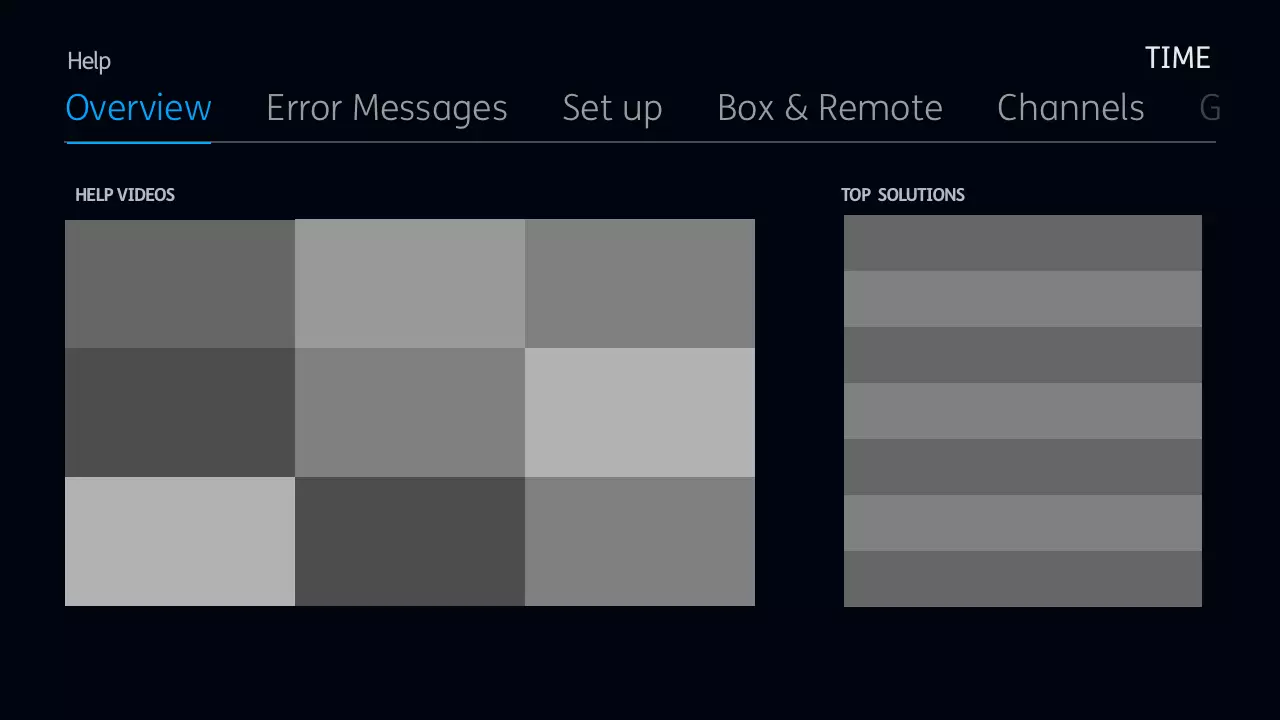 Help
TIME
Overview Error Messages Set up Box & Remote Channels G
HELP VIDEOS
TOP SOLUTIONS